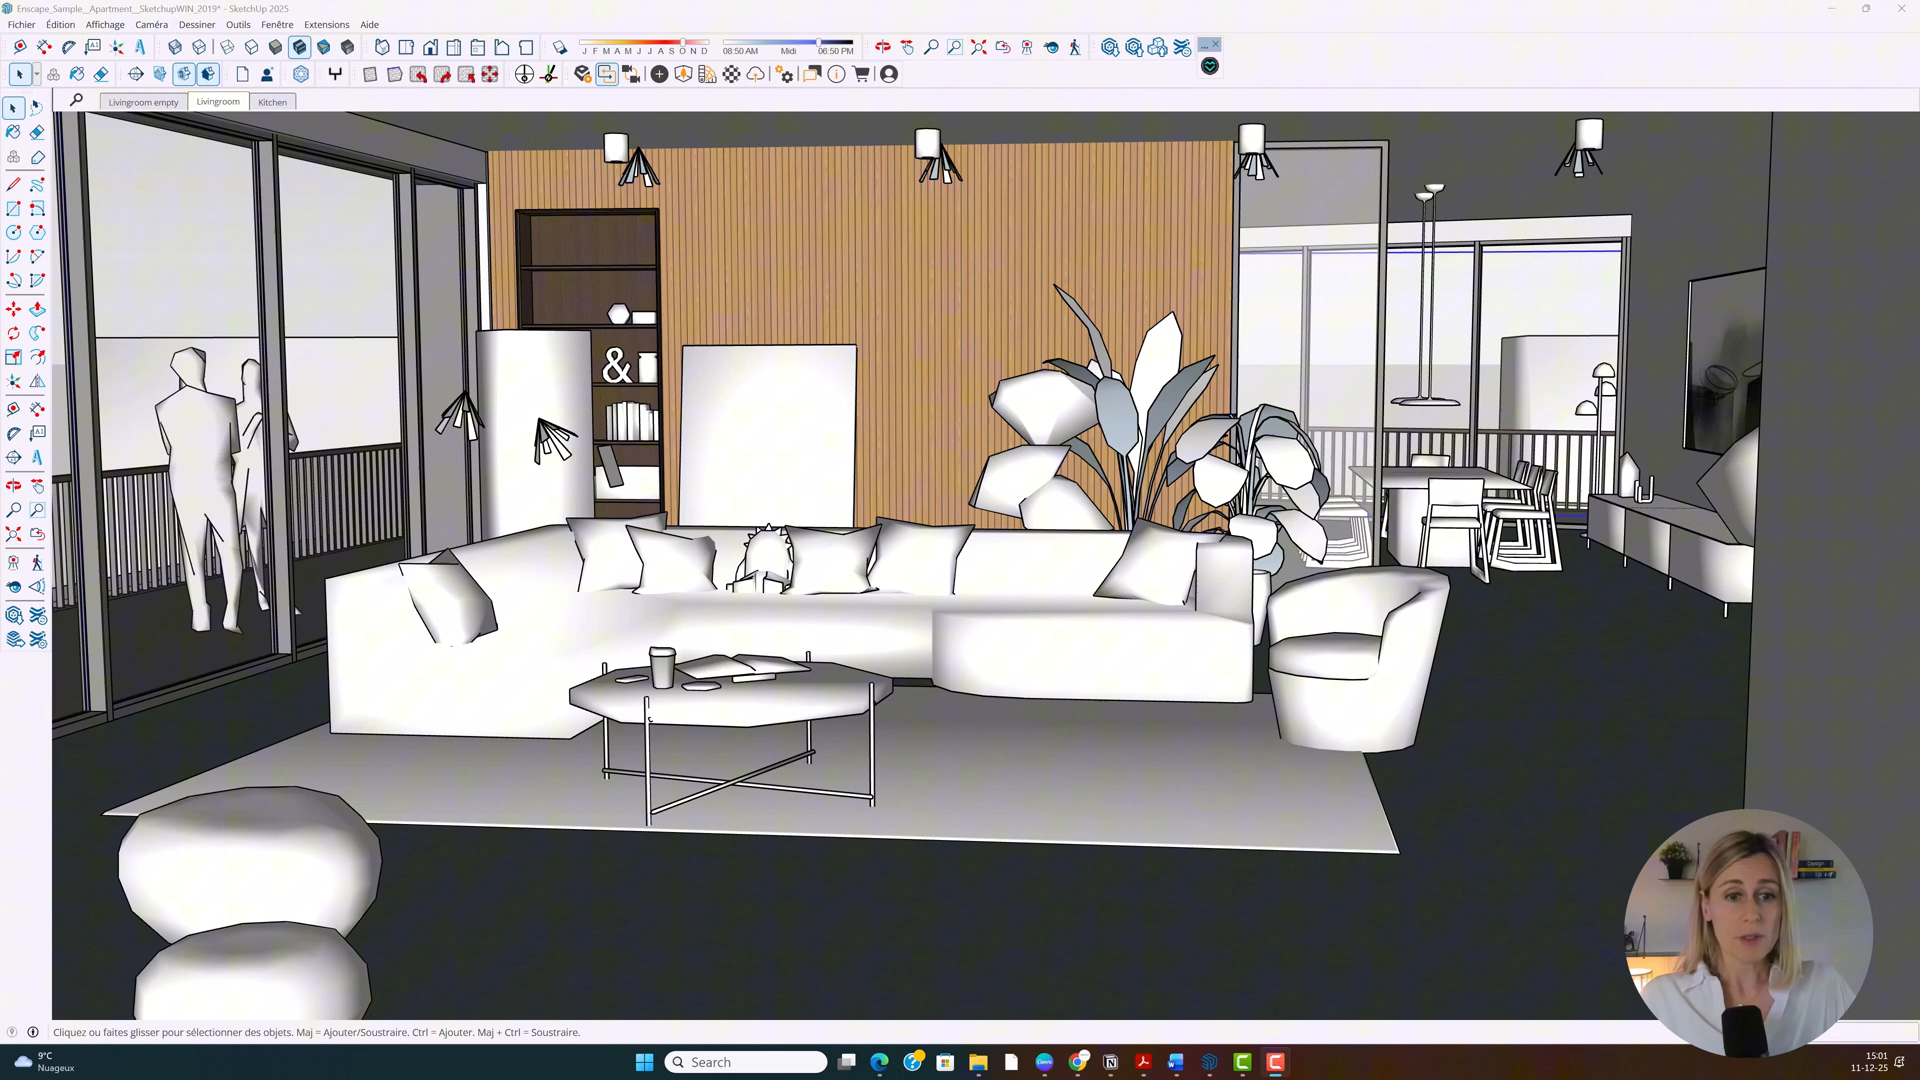 Enscape_Sample__Apartment__SketchupWIN_2019* - SketchUp 2025
Fichier Édition Affichage Caméra Dessiner Outils Fenêtre Extensions Aide
J F M A M J J A S O N D 08:50 AM Midi 06:50 PM
Livingroom empty Livingroom Kitchen
&
Design
Cliquez ou faites glisser pour sélectionner des objets. Maj = Ajouter/Soustraire. Ctrl = Ajouter. Maj + Ctrl = Soustraire.
9°C
Nuageux
Search
15:01
11-12-25